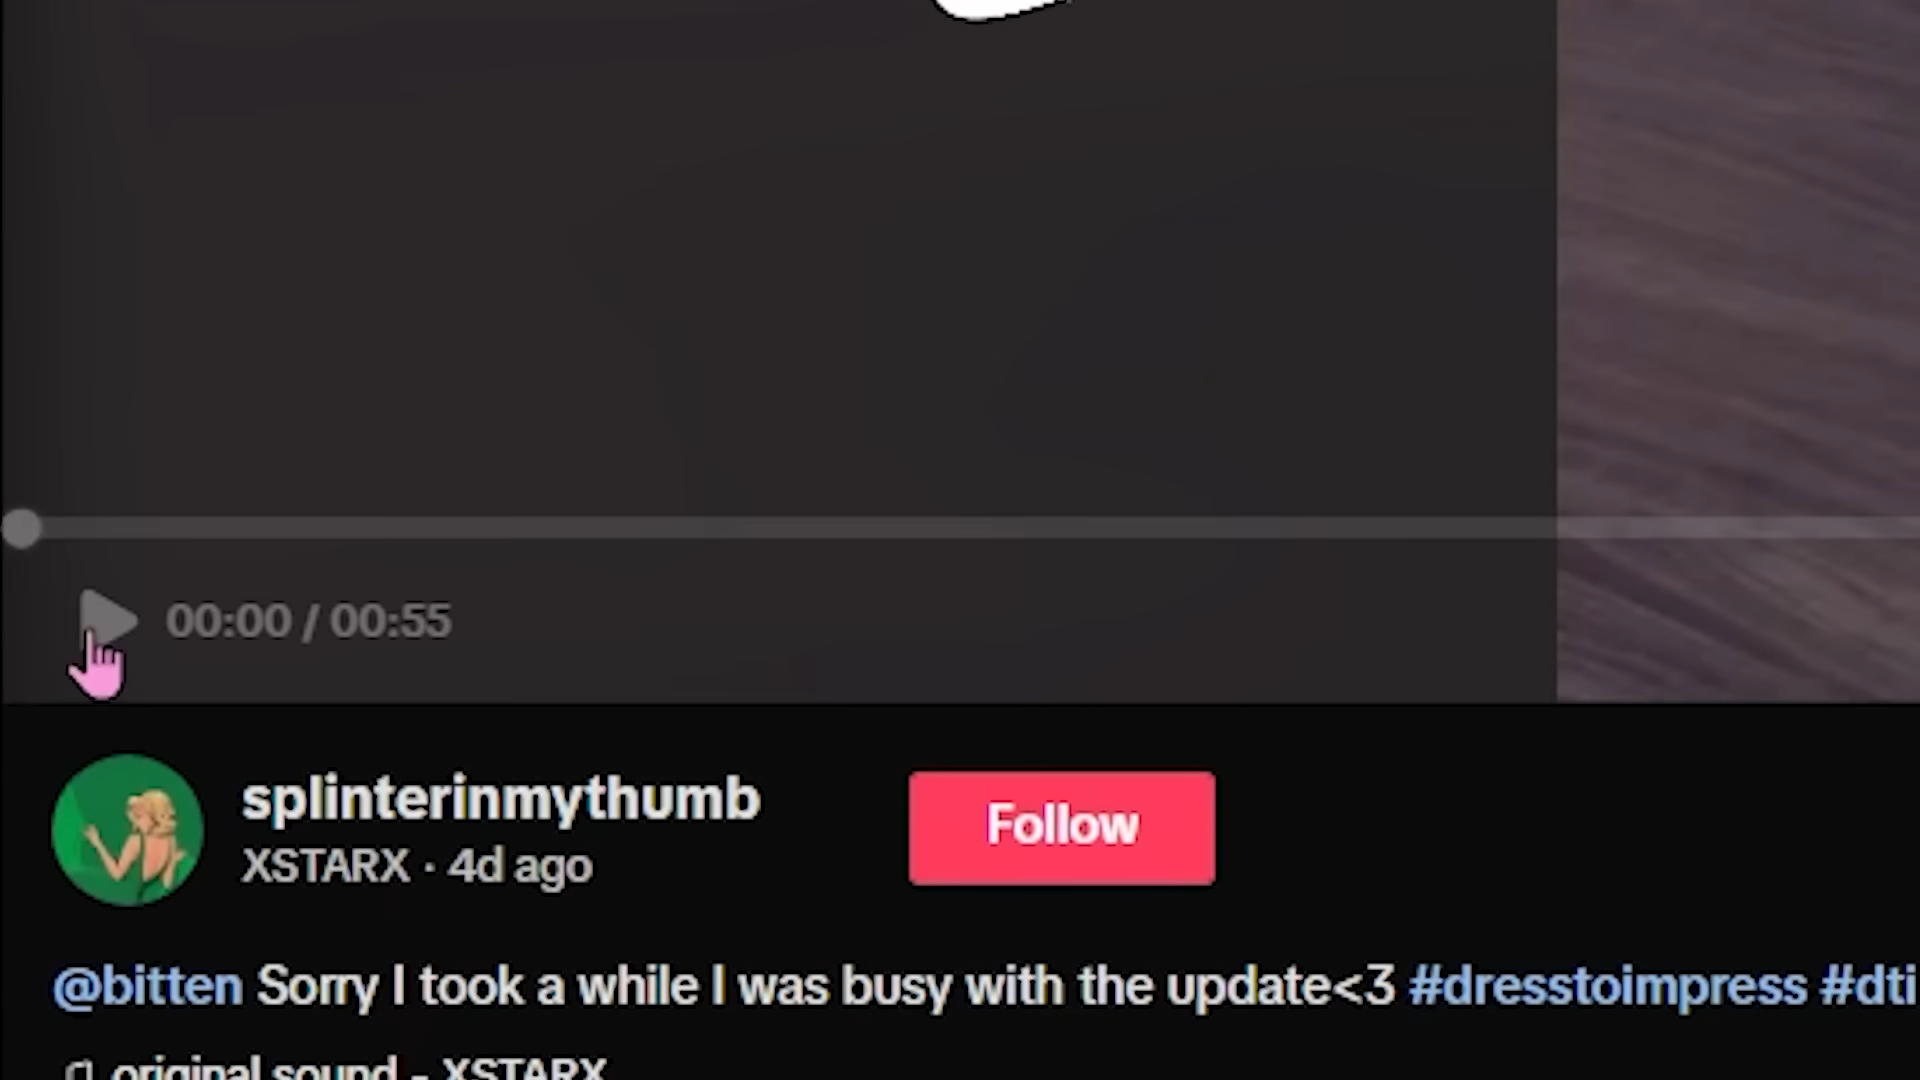 00:00 / 00:55
splinterinmythumb
Follow
XSTARX · 4d ago
@bitten Sorry I took a while I was busy with the update<3 #dresstoimpress #dti
original sound - XSTARX